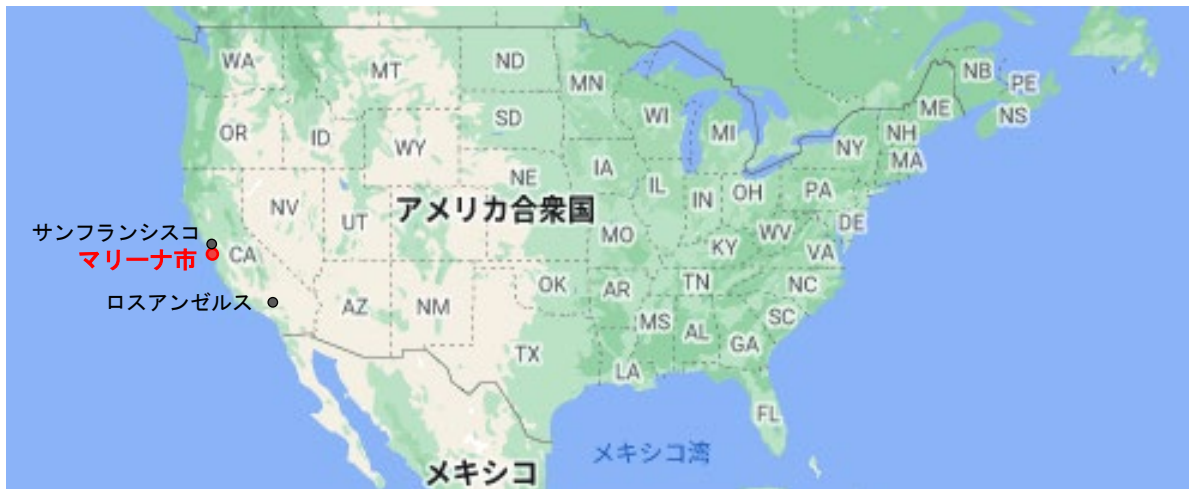 WA
MT
ND
MN
NB
PE
NS
ME
OR
ID
SD
WI
MI
NH
NY
MA
WY
IA
NE
IL
IN
OH
PA
NV
UT
アメリカ合衆国
MO
KY
WV
DE
VA
サンフランシスコ
マリーナ市
CA
ロスアンゼルス
AZ
NM
OK
AR
TN
NC
MS
AL
SC
GA
TX
LA
FL
メキシコ湾
メキシコ